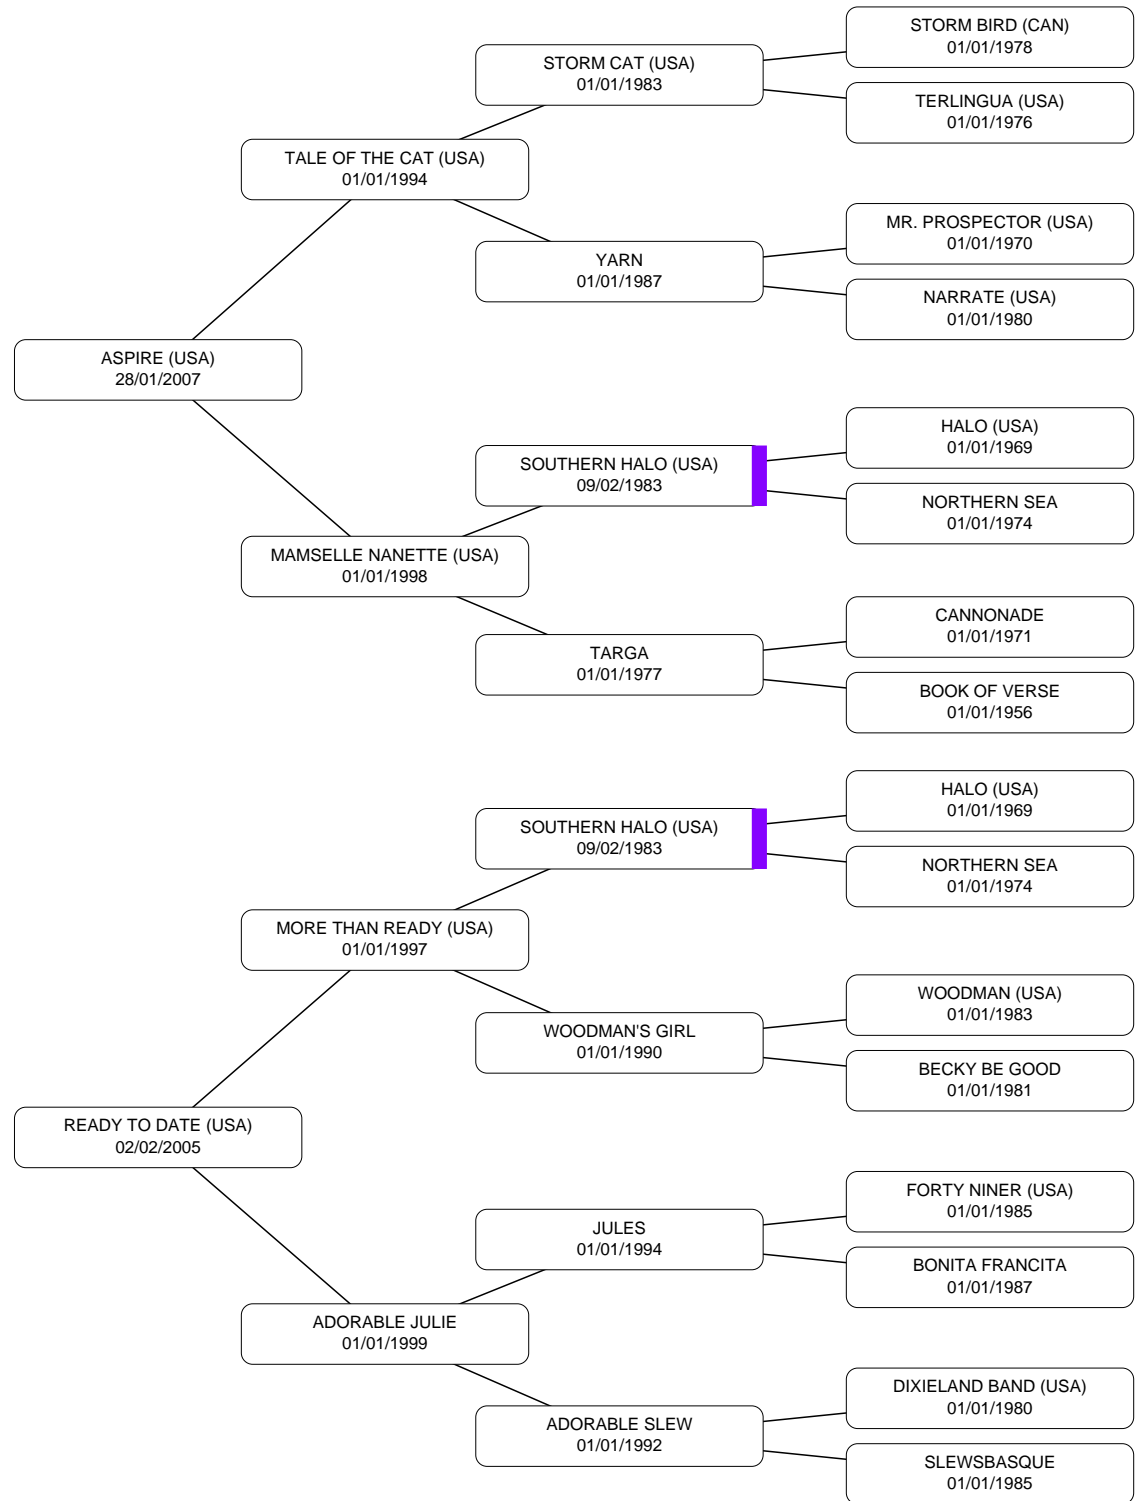 STORM BIRD (CAN)
01/01/1978
STORM CAT (USA)
01/01/1983
TERLINGUA (USA)
01/01/1976
TALE OF THE CAT (USA)
01/01/1994
MR. PROSPECTOR (USA)
01/01/1970
YARN
01/01/1987
NARRATE (USA)
01/01/1980
ASPIRE (USA)
28/01/2007
HALO (USA)
01/01/1969
SOUTHERN HALO (USA)
09/02/1983
NORTHERN SEA
01/01/1974
MAMSELLE NANETTE (USA)
01/01/1998
CANNONADE
01/01/1971
TARGA
01/01/1977
BOOK OF VERSE
01/01/1956
HALO (USA)
01/01/1969
SOUTHERN HALO (USA)
09/02/1983
NORTHERN SEA
01/01/1974
MORE THAN READY (USA)
01/01/1997
WOODMAN (USA)
01/01/1983
WOODMAN'S GIRL
01/01/1990
BECKY BE GOOD
01/01/1981
READY TO DATE (USA)
02/02/2005
FORTY NINER (USA)
01/01/1985
JULES
01/01/1994
BONITA FRANCITA
01/01/1987
ADORABLE JULIE
01/01/1999
DIXIELAND BAND (USA)
01/01/1980
ADORABLE SLEW
01/01/1992
SLEWSBASQUE
01/01/1985